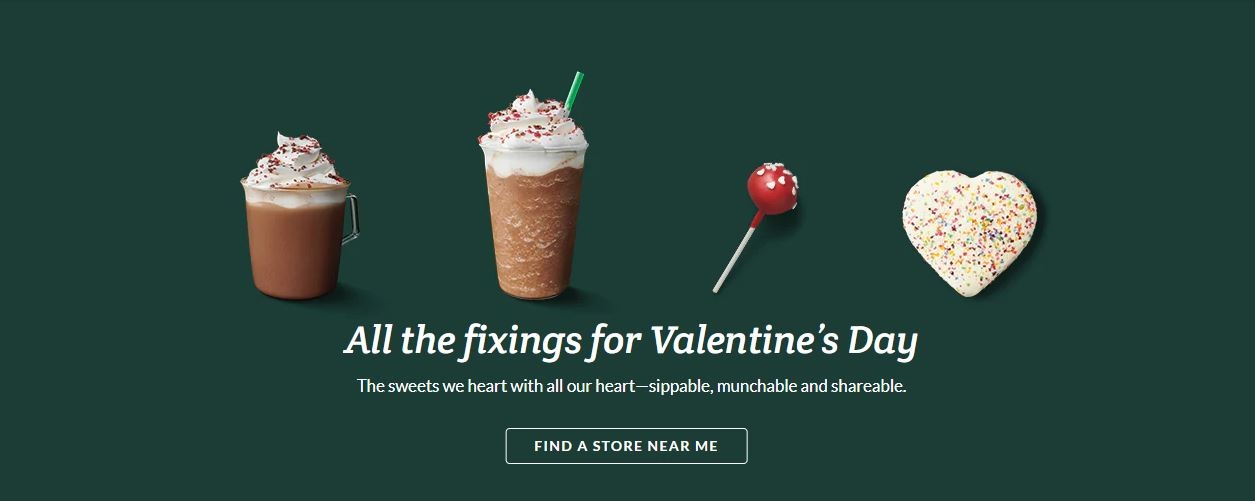 All the fixings for Valentine’s Day
The sweets we heart with all our heart—sippable, munchable and shareable.
FIND A STORE NEAR ME